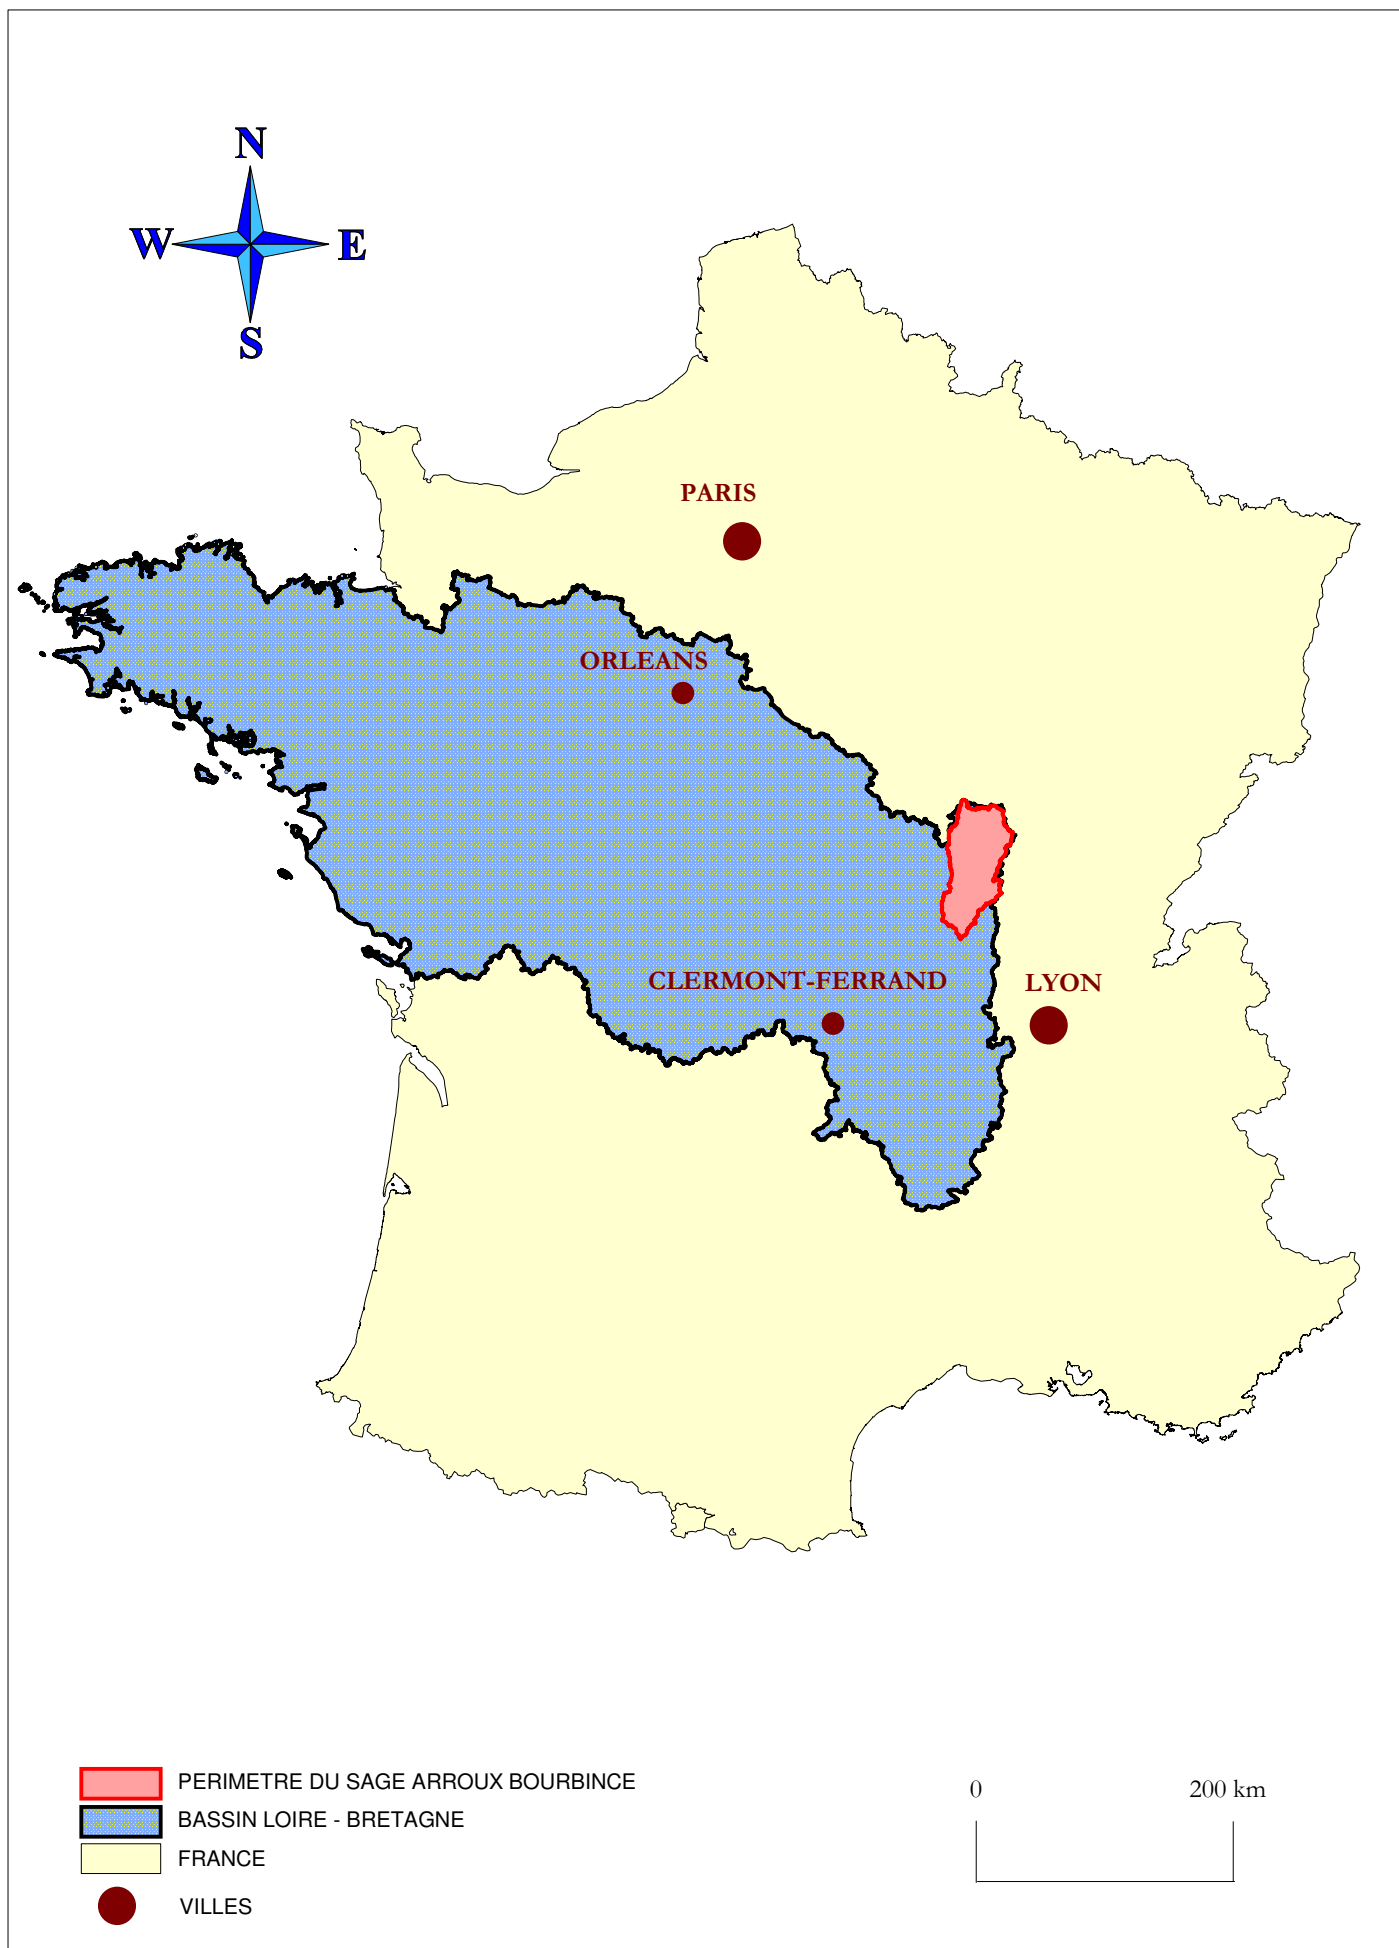 N
W E
S
PARIS
ORLEANS
CLERMONT-FERRAND
LYON
PERIMETRE DU SAGE ARROUX BOURBINCE
BASSIN LOIRE - BRETAGNE
FRANCE
VILLES
0 200 km